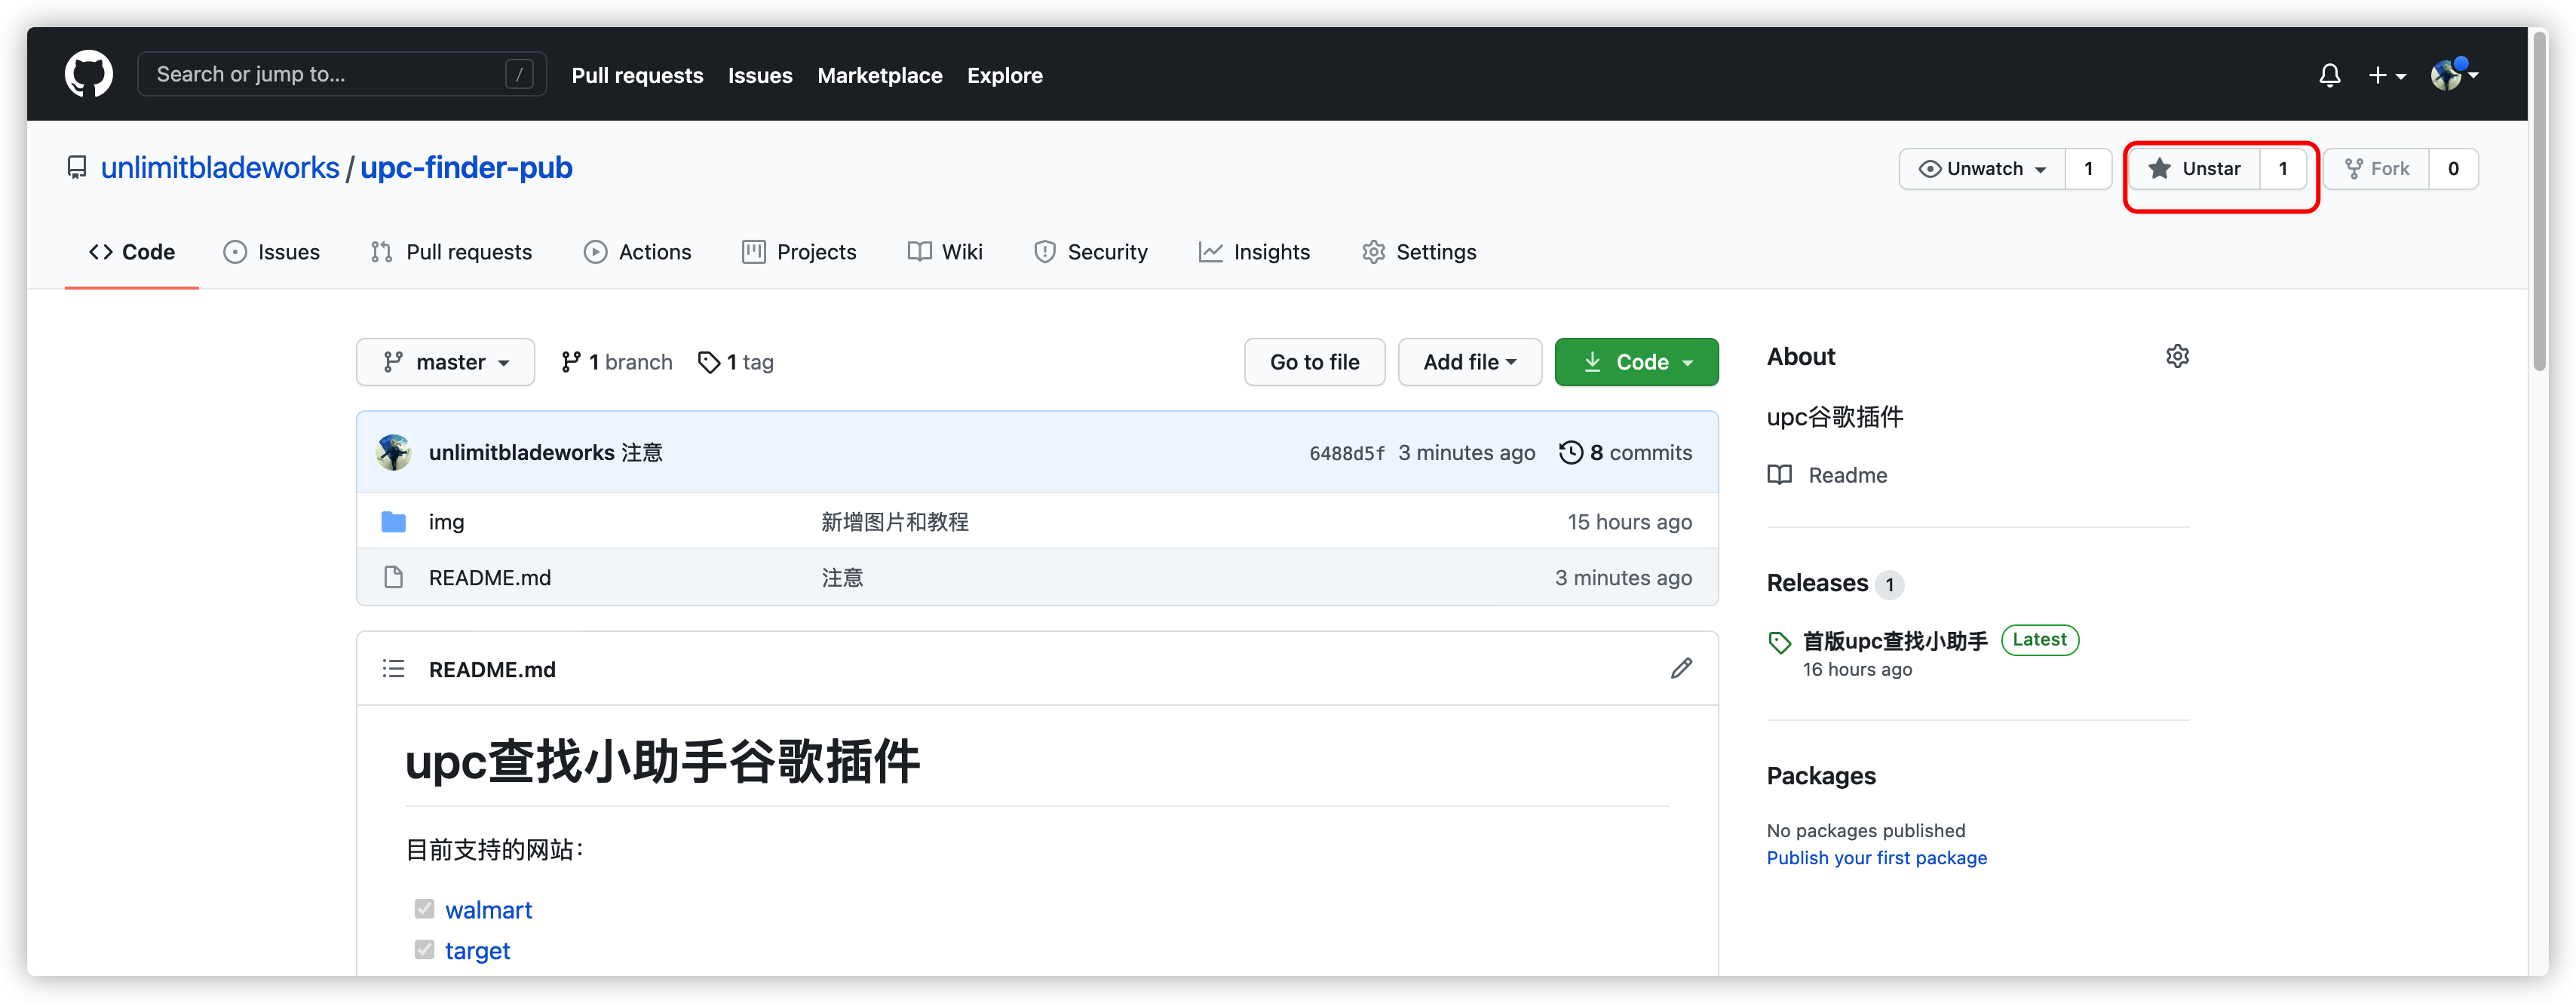 Search or jump to... /
Pull requests Issues Marketplace Explore
unlimitbladeworks / upc-finder-pub
Unwatch 1 Unstar 1 Fork 0
Code Issues Pull requests Actions Projects Wiki Security Insights Settings
master 1 branch 1 tag Go to file Add file Code
unlimitbladeworks 注意 6488d5f 3 minutes ago 8 commits
img 新增图片和教程 15 hours ago
README.md 注意 3 minutes ago
README.md
upc查找小助手谷歌插件
目前支持的网站：
walmart
target
About
upc谷歌插件
Readme
Releases 1
首版upc查找小助手 Latest
16 hours ago
Packages
No packages published
Publish your first package